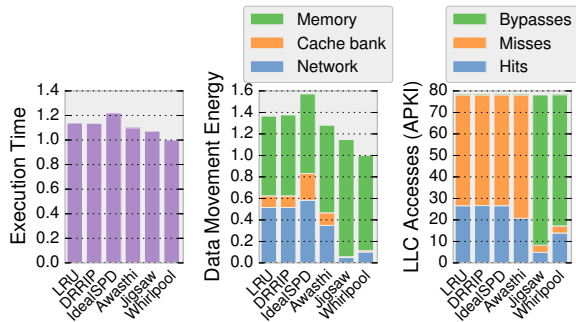 Memory
Cache bank
Network
Bypasses
Misses
Hits
Execution Time
1.4
1.2
1.0
0.8
0.6
0.4
0.2
0.0
LRU
DRRIP
IdealSPD
Awasthi
Jigsaw
Whirlpool
Data Movement Energy
1.6
1.4
1.2
1.0
0.8
0.6
0.4
0.2
0.0
LRU
DRRIP
IdealSPD
Awasthi
Jigsaw
Whirlpool
LLC Accesses (APKI)
80
70
60
50
40
30
20
10
0
LRU
DRRIP
IdealSPD
Awasthi
Jigsaw
Whirlpool